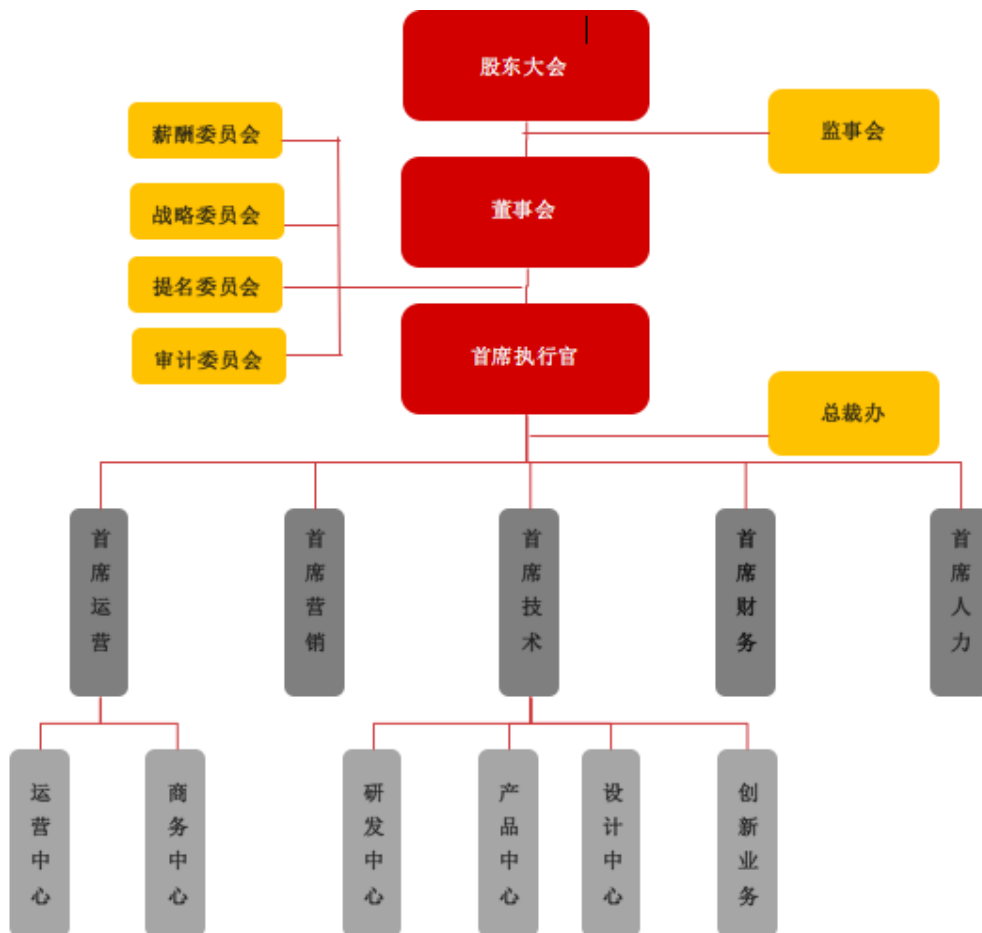 股东大会
监事会
薪酬委员会
董事会
战略委员会
提名委员会
审计委员会
首席执行官
总裁办
首席运营
首席营销
首席技术
首席财务
首席人力
运营中心
商务中心
研发中心
产品中心
设计中心
创新业务